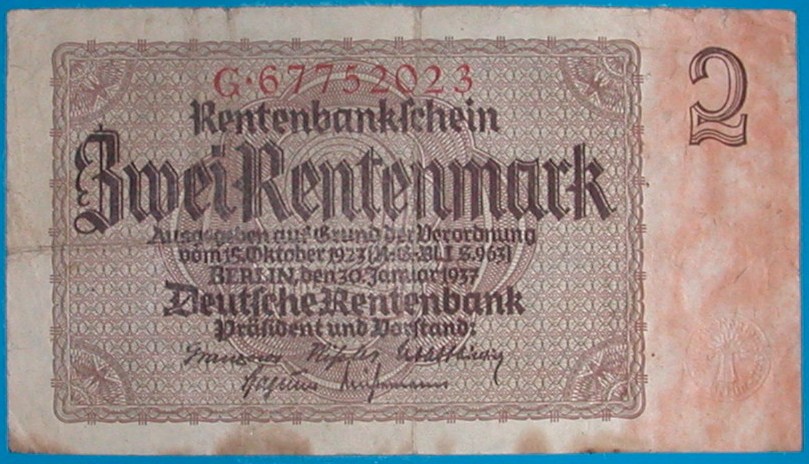 G·67752023
2
Rentenbankschein
Zwei Rentenmark
Ausgegeben auf Grund der Verordnung
vom 15. Oktober 1923 (R-G-Bl I S. 963)
BERLIN, den 30. Januar 1937
Deutsche Rentenbank
Präsident und Vorstand: